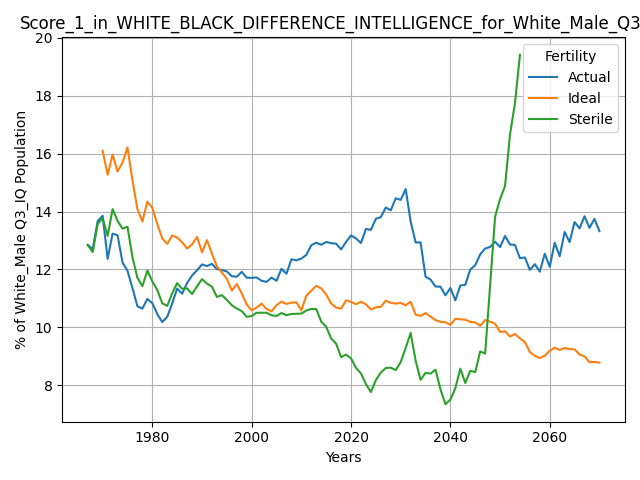 Score_1_in_WHITE_BLACK_DIFFERENCE_INTELLIGENCE_for_White_Male_Q3
% of White_Male Q3_IQ Population
20
18
16
14
12
10
8
Fertility
Actual
Ideal
Sterile
1980 2000 2020 2040 2060
Years